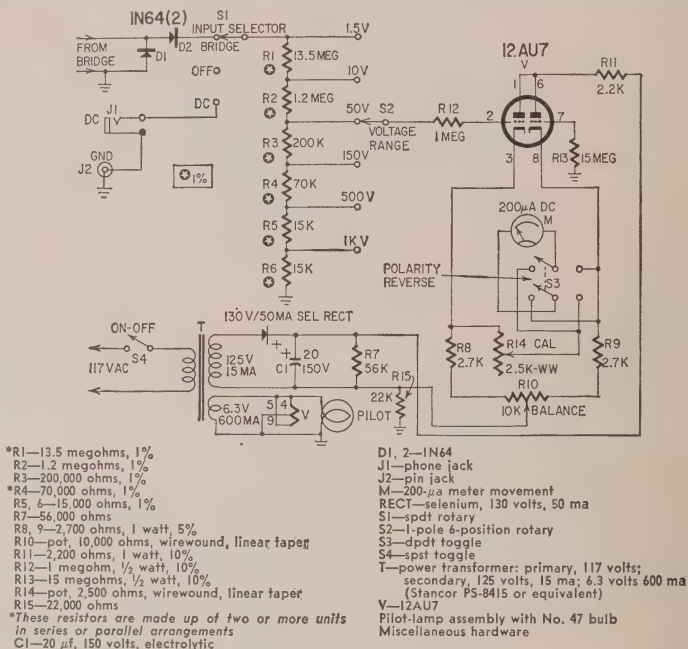 IN64(2)
FROM
BRIDGE
D1
D2
S1
INPUT SELECTOR
BRIDGE
OFF
DC
J1
DC
GND
J2
1%
1.5V
R1 13.5 MEG
10V
R2 1.2 MEG
50V
S2
VOLTAGE
RANGE
R3 200K
150V
R4 70K
500V
R5 15K
1KV
R6 15K
R12
1 MEG
12AU7
V
1 6
2 7
3 8
R11
2.2K
R13 15 MEG
200µA DC
M
POLARITY
REVERSE
S3
R8
2.7K
R14 CAL
2.5K-WW
R9
2.7K
R10
10K BALANCE
130V/50MA SEL RECT
ON-OFF
S4
117VAC
T
125V
15MA
+ +
20
C1 150V
R7
56K
R15
22K
6.3V
600MA
5 4
9
V
PILOT
*R1—13.5 megohms, 1%
R2—1.2 megohms, 1%
R3—200,000 ohms, 1%
*R4—70,000 ohms, 1%
R5, 6—15,000 ohms, 1%
R7—56,000 ohms
R8, 9—2,700 ohms, 1 watt, 5%
R10—pot, 10,000 ohms, wirewound, linear taper
R11—2,200 ohms, 1 watt, 10%
R12—1 megohm, ½ watt, 10%
R13—15 megohms, ½ watt, 10%
R14—pot, 2,500 ohms, wirewound, linear taper
R15—22,000 ohms
*These resistors are made up of two or more units
in series or parallel arrangements
C1—20 µf, 150 volts, electrolytic
D1, 2—1N64
J1—phone jack
J2—pin jack
M—200-µa meter movement
RECT—selenium, 130 volts, 50 ma
S1—spdt rotary
S2—1-pole 6-position rotary
S3—dpdt toggle
S4—spst toggle
T—power transformer: primary, 117 volts;
secondary, 125 volts, 15 ma; 6.3 volts 600 ma
(Stancor PS-8415 or equivalent)
V—12AU7
Pilot-lamp assembly with No. 47 bulb
Miscellaneous hardware